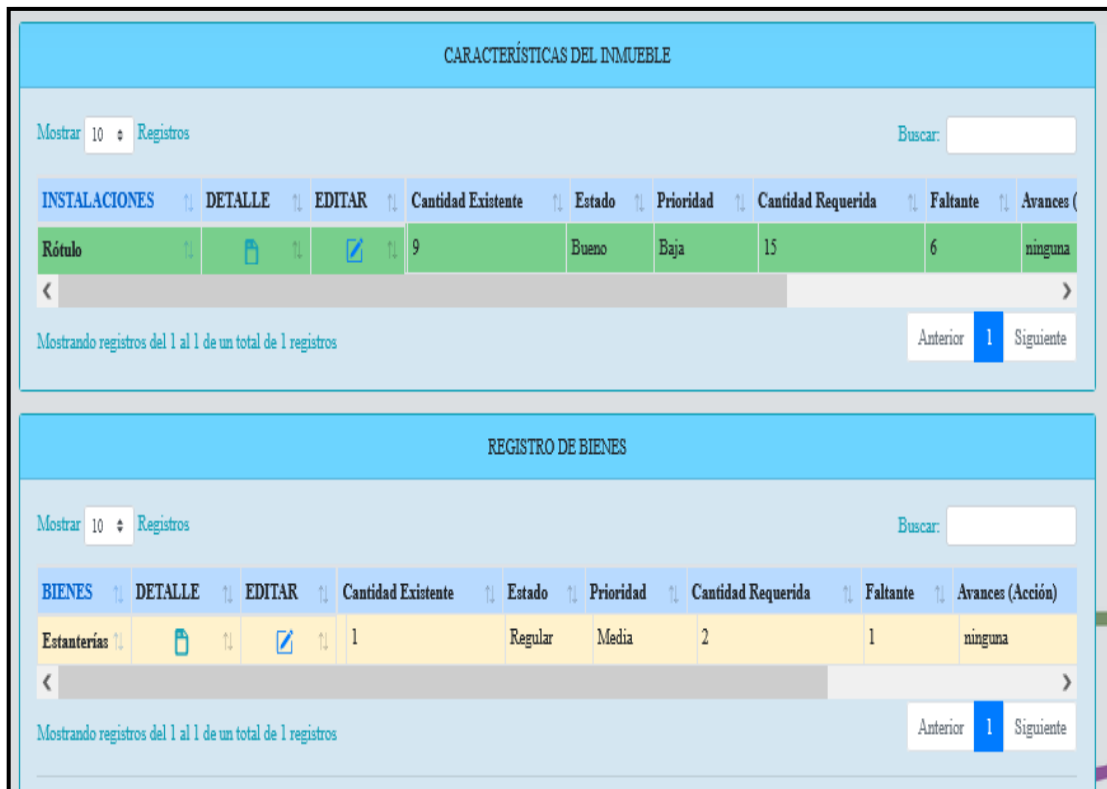 CARACTERÍSTICAS DEL INMUEBLE
Mostrar 10 Registros Buscar:
INSTALACIONES DETALLE EDITAR Cantidad Existente Estado Prioridad Cantidad Requerida Faltante Avances (
Rótulo 9 Bueno Baja 15 6 ninguna
Mostrando registros del 1 al 1 de un total de 1 registros Anterior 1 Siguiente
REGISTRO DE BIENES
Mostrar 10 Registros Buscar:
BIENES DETALLE EDITAR Cantidad Existente Estado Prioridad Cantidad Requerida Faltante Avances (Acción)
Estanterías 1 Regular Media 2 1 ninguna
Mostrando registros del 1 al 1 de un total de 1 registros Anterior 1 Siguiente